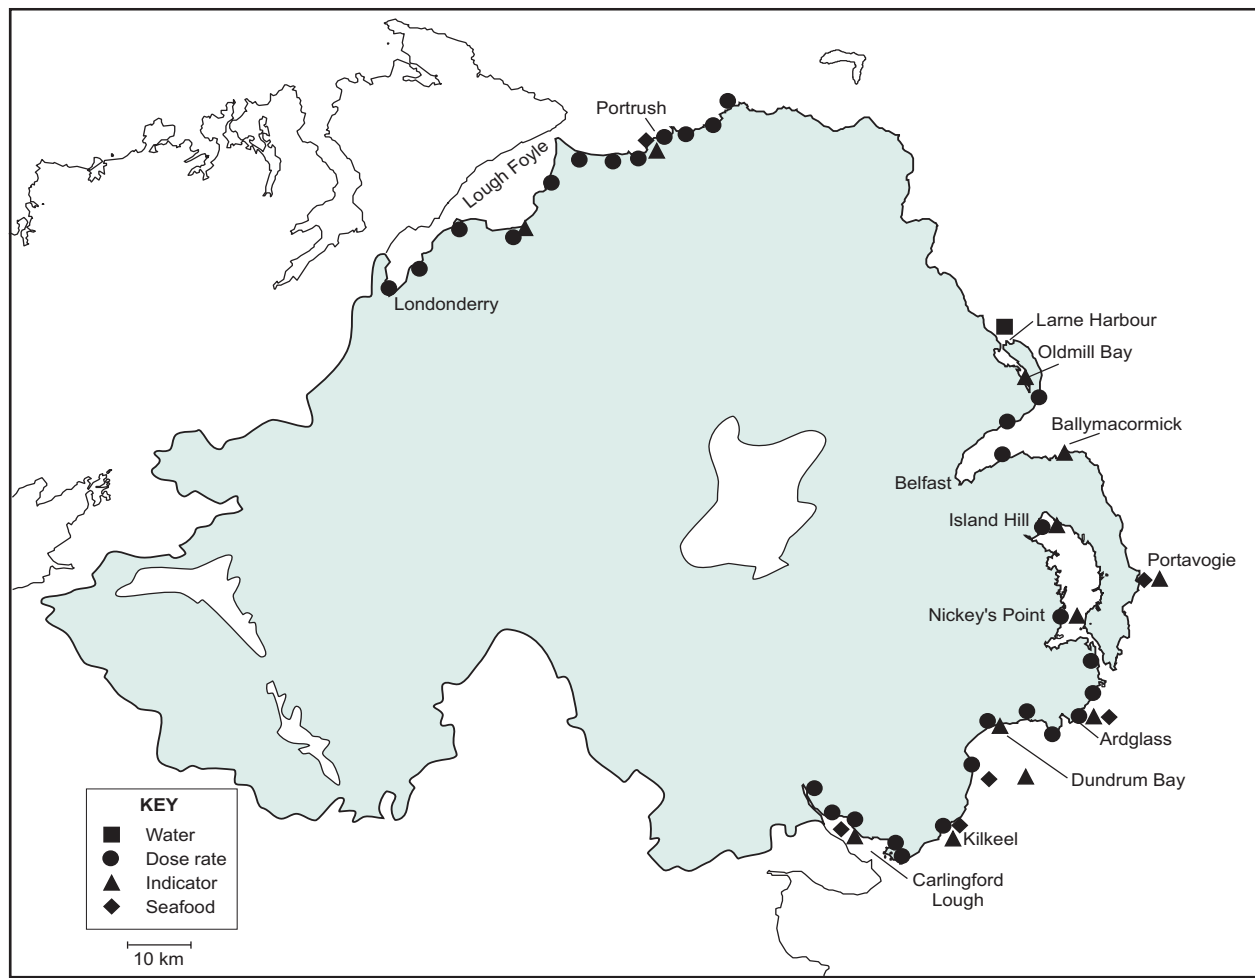 Portrush
Lough Foyle
Londonderry
Larne Harbour
Oldmill Bay
Ballymacormick
Belfast
Island Hill
Portavogie
Nickey's Point
Ardglass
Dundrum Bay
Kilkeel
Carlingford
Lough
KEY
Water
Dose rate
Indicator
Seafood
10 km